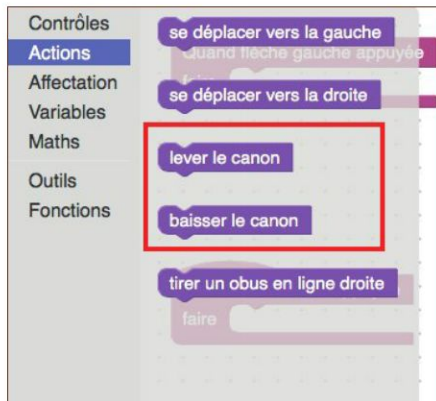 Contrôles
Actions
Affectation
Variables
Maths
Outils
Fonctions
se déplacer vers la gauche
Quand flèche gauche appuyée
se déplacer vers la droite
lever le canon
baisser le canon
tirer un obus en ligne droite
faire